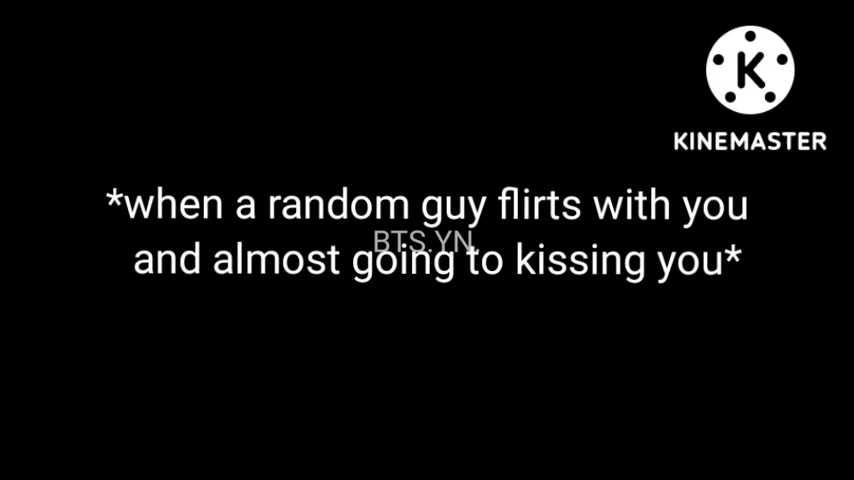 K
KINEMASTER
*when a random guy flirts with you
BTS.YN.
and almost going to kissing you*